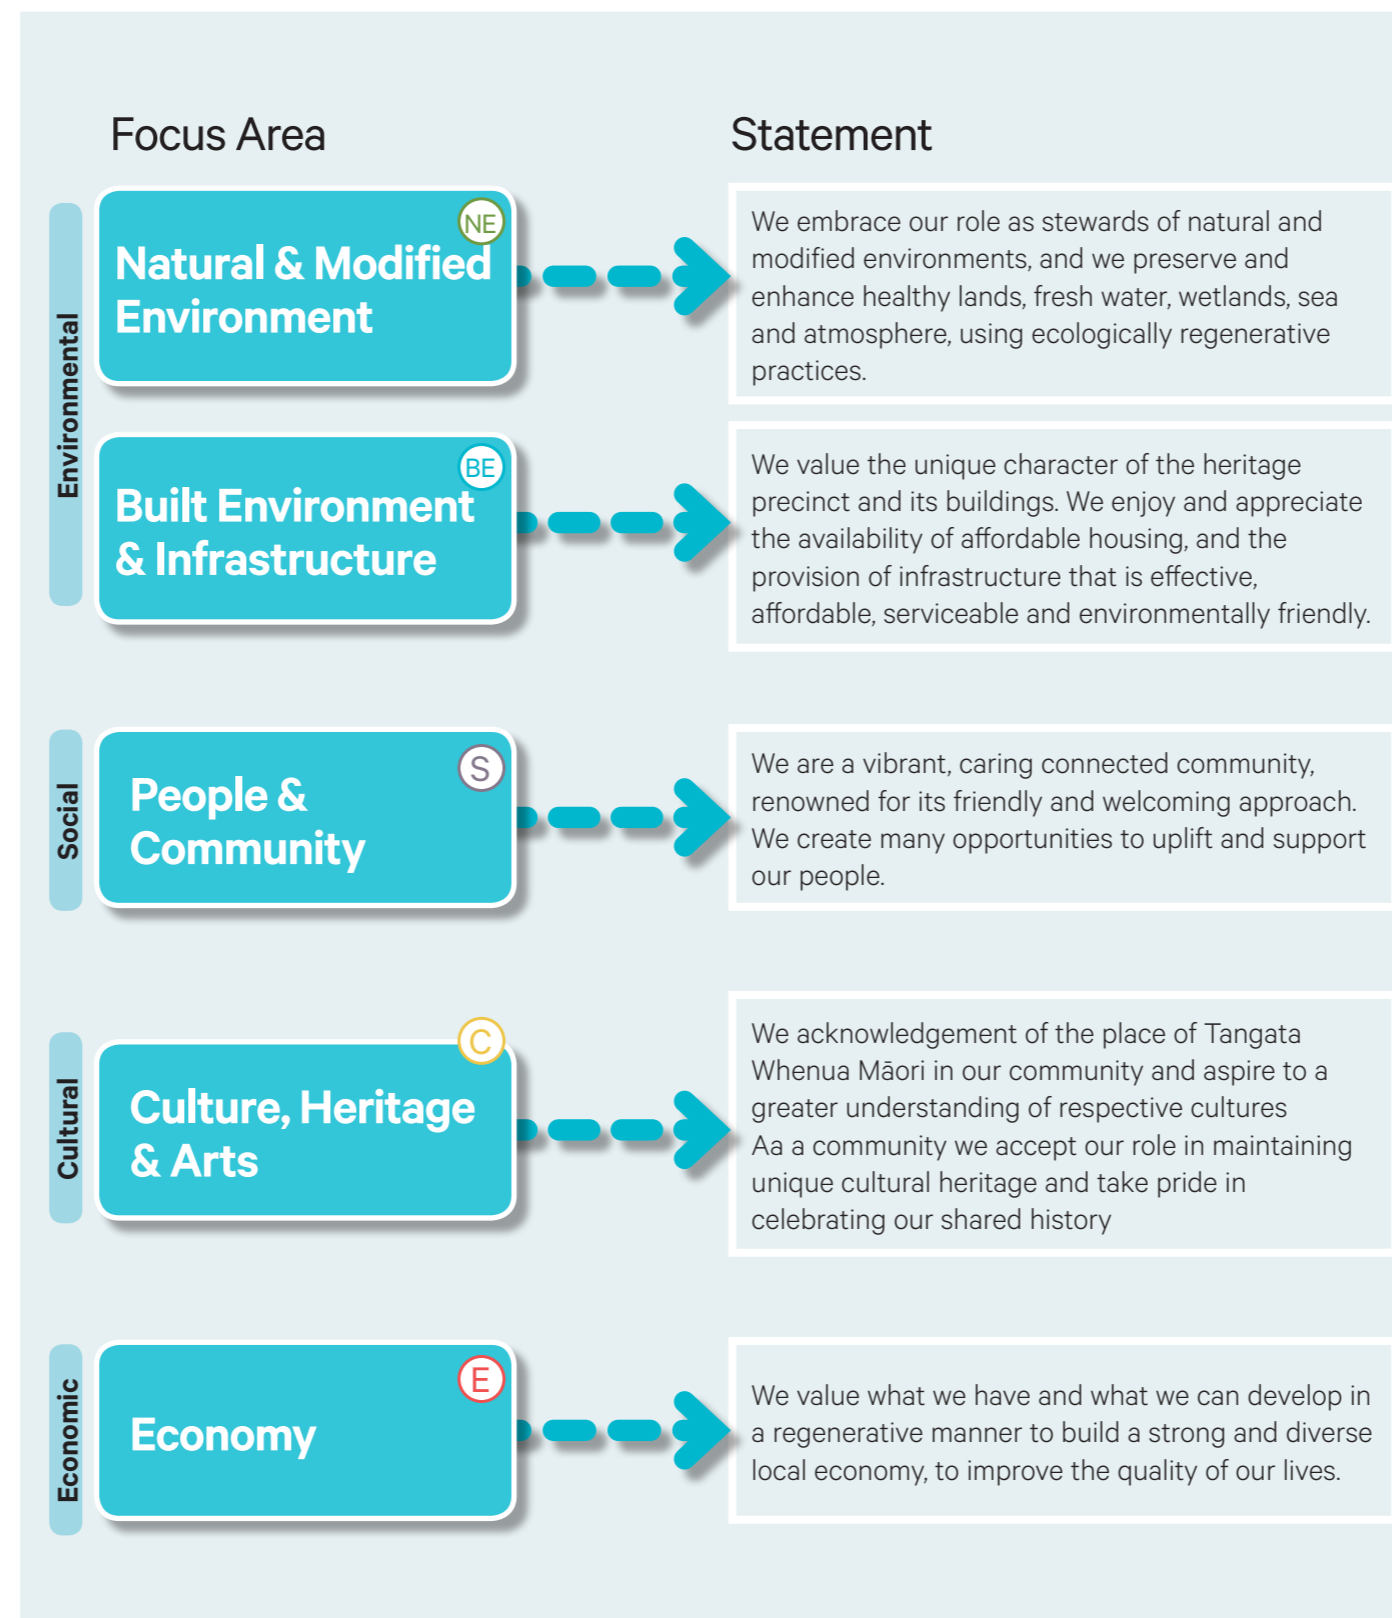 Focus Area
Statement
Environmental
NE
Natural & Modified
Environment
We embrace our role as stewards of natural and
modified environments, and we preserve and
enhance healthy lands, fresh water, wetlands, sea
and atmosphere, using ecologically regenerative
practices.
BE
Built Environment
& Infrastructure
We value the unique character of the heritage
precinct and its buildings. We enjoy and appreciate
the availability of affordable housing, and the
provision of infrastructure that is effective,
affordable, serviceable and environmentally friendly.
Social
S
People &
Community
We are a vibrant, caring connected community,
renowned for its friendly and welcoming approach.
We create many opportunities to uplift and support
our people.
Cultural
C
Culture, Heritage
& Arts
We acknowledgement of the place of Tangata
Whenua Māori in our community and aspire to a
greater understanding of respective cultures
Aa a community we accept our role in maintaining
unique cultural heritage and take pride in
celebrating our shared history
Economic
E
Economy
We value what we have and what we can develop in
a regenerative manner to build a strong and diverse
local economy, to improve the quality of our lives.